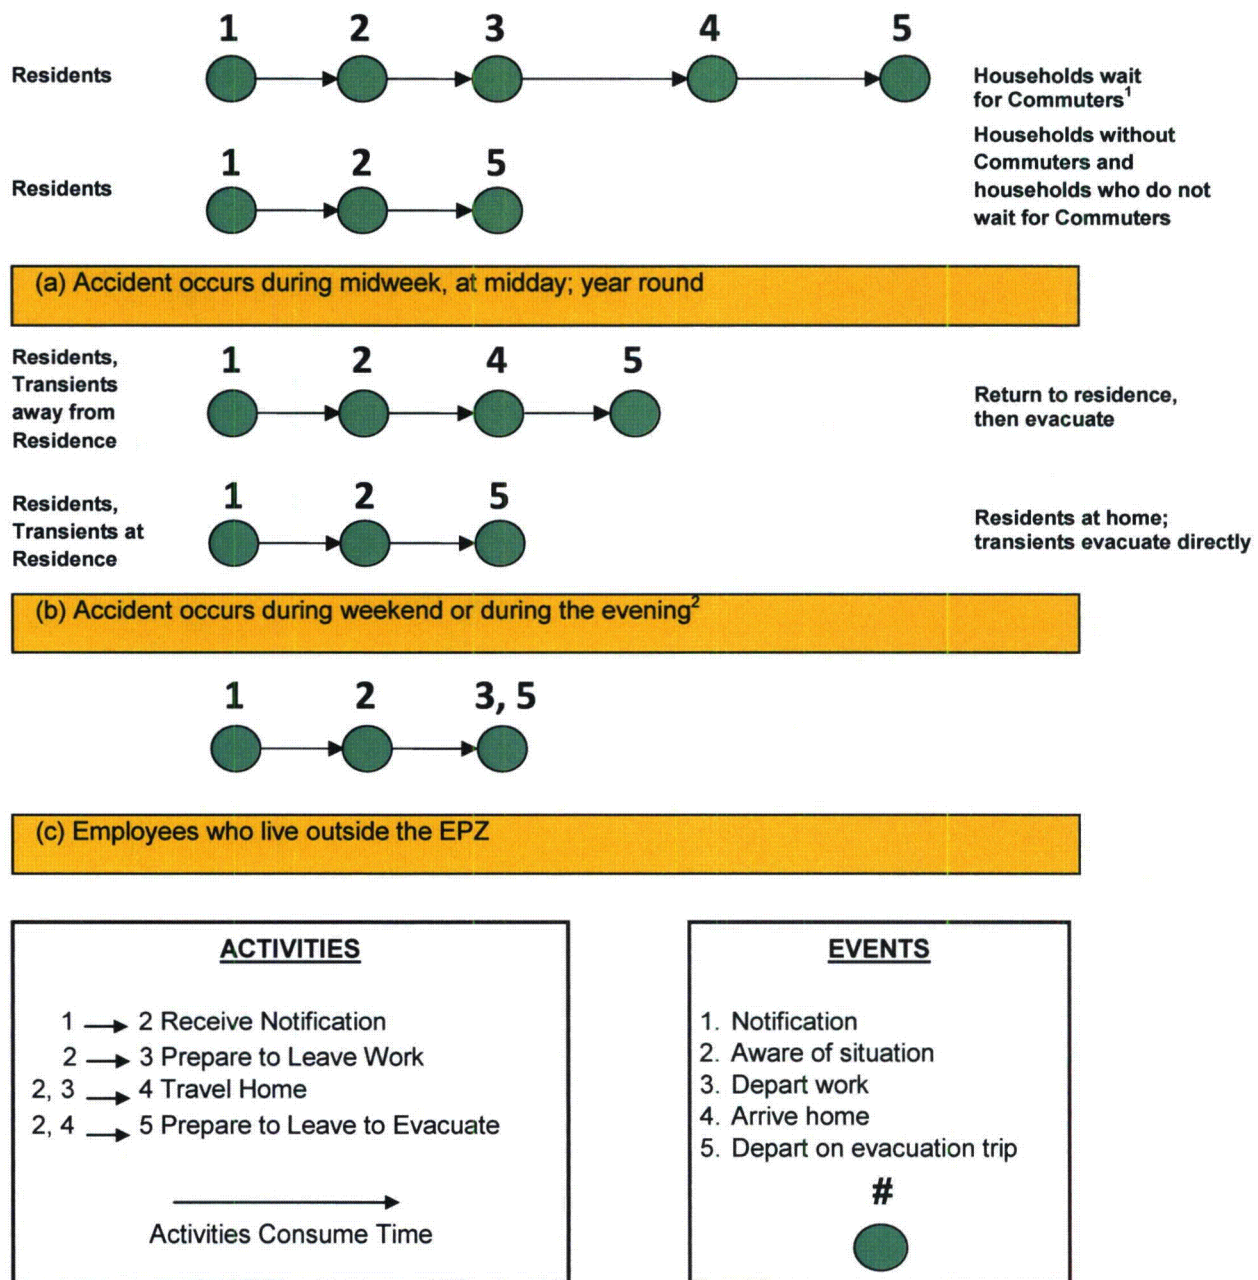 1 2 3 4 5
Residents
Households wait
for Commuters¹
1 2 5
Residents
Households without
Commuters and
households who do not
wait for Commuters
(a) Accident occurs during midweek, at midday; year round
Residents,
Transients
away from
Residence
1 2 4 5
Return to residence,
then evacuate
Residents,
Transients at
Residence
1 2 5
Residents at home;
transients evacuate directly
(b) Accident occurs during weekend or during the evening²
1 2 3, 5
(c) Employees who live outside the EPZ
ACTIVITIES
1 → 2 Receive Notification
2 → 3 Prepare to Leave Work
2, 3 → 4 Travel Home
2, 4 → 5 Prepare to Leave to Evacuate
Activities Consume Time
EVENTS
1. Notification
2. Aware of situation
3. Depart work
4. Arrive home
5. Depart on evacuation trip
#